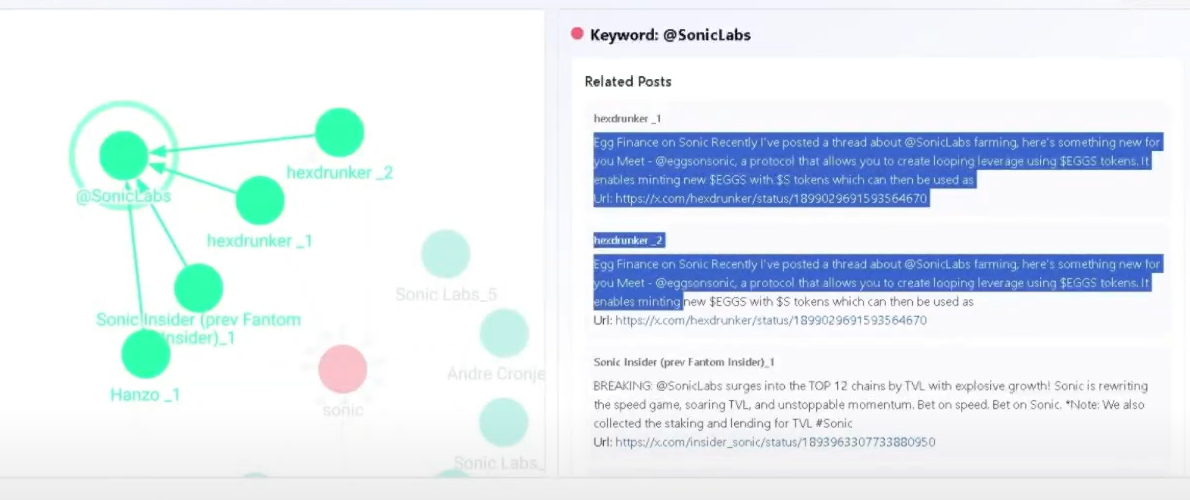 @SonicLabs
hexdrunker _2
hexdrunker _1
Sonic Insider (prev Fantom
Insider)_1
Hanzo _1
Sonic Labs_5
Andre Cronje
sonic
Sonic Labs_
Keyword: @SonicLabs
Related Posts
hexdrunker _1
Egg Finance on Sonic Recently I've posted a thread about @SonicLabs farming, here's something new for
you Meet - @eggsonsonic, a protocol that allows you to create looping leverage using $EGGS tokens. It
enables minting new $EGGS with $S tokens which can then be used as
Url: https://x.com/hexdrunker/status/1899029691593564670
hexdrunker _2
Egg Finance on Sonic Recently I've posted a thread about @SonicLabs farming, here's something new for
you Meet - @eggsonsonic, a protocol that allows you to create looping leverage using $EGGS tokens. It
enables minting new $EGGS with $S tokens which can then be used as
Url: https://x.com/hexdrunker/status/1899029691593564670
Sonic Insider (prev Fantom Insider)_1
BREAKING: @SonicLabs surges into the TOP 12 chains by TVL with explosive growth! Sonic is rewriting
the speed game, soaring TVL, and unstoppable momentum. Bet on speed. Bet on Sonic. *Note: We also
collected the staking and lending for TVL #Sonic
Url: https://x.com/insider_sonic/status/1893963307733880950